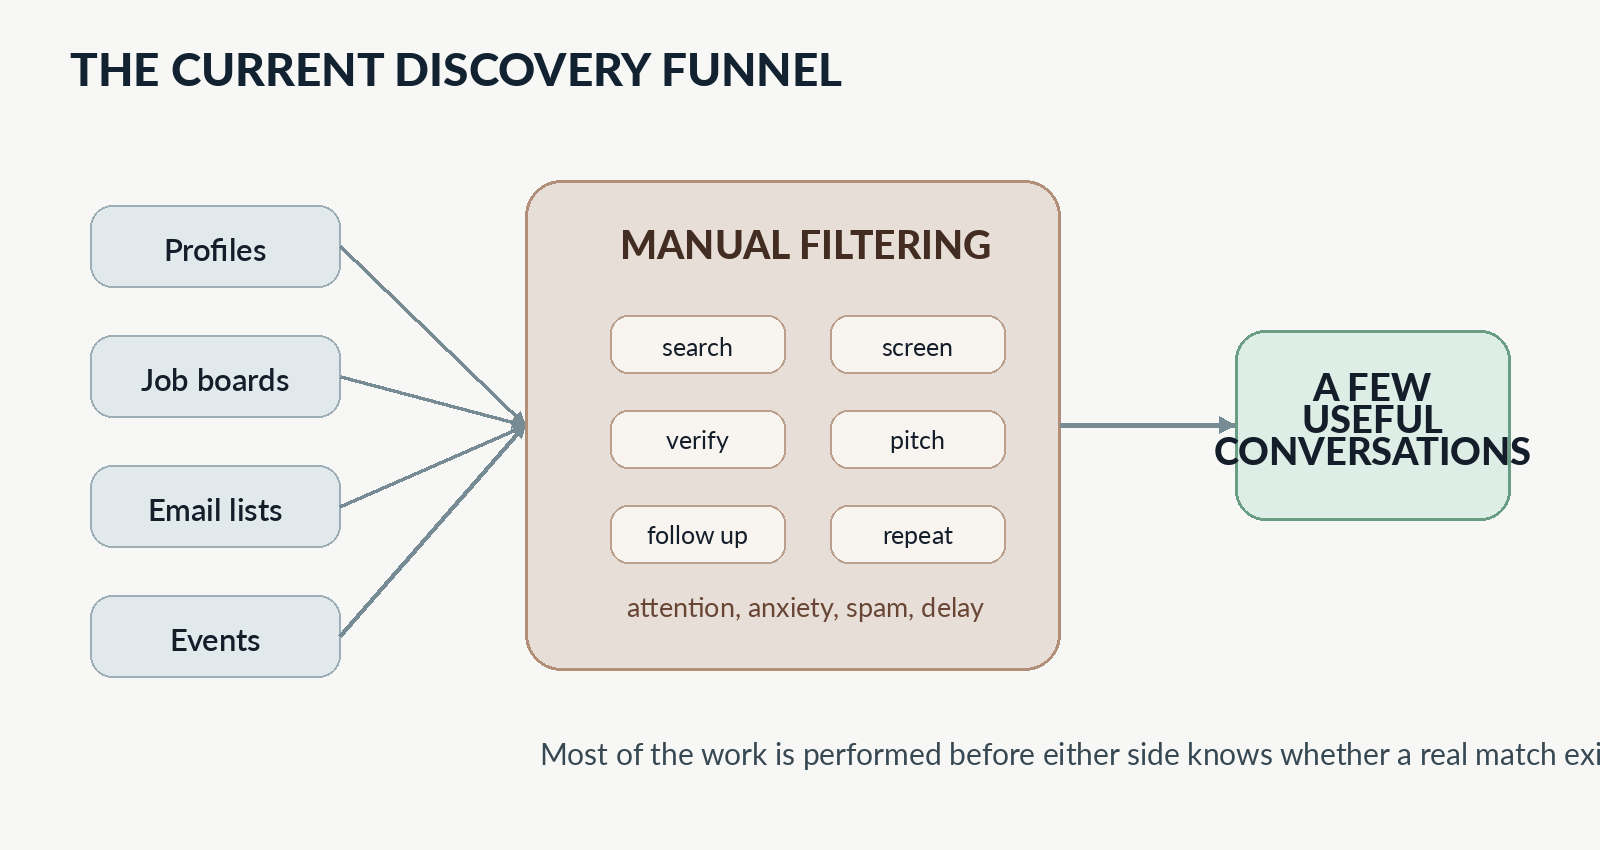 THE CURRENT DISCOVERY FUNNEL
Profiles
Job boards
Email lists
Events
MANUAL FILTERING
search
screen
verify
pitch
follow up
repeat
attention, anxiety, spam, delay
A FEW
USEFUL
CONVERSATIONS
Most of the work is performed before either side knows whether a real match